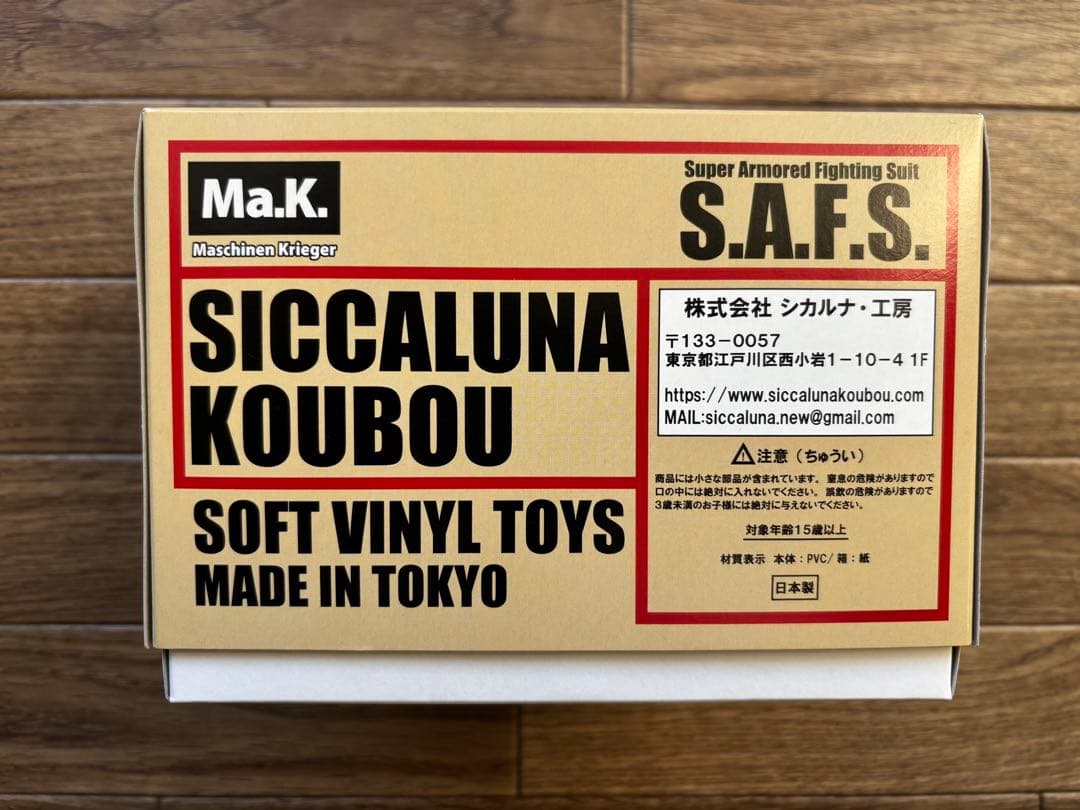 Ma.K.
Maschinen Krieger
Super Armored Fighting Suit
S.A.F.S.
SICCALUNA
KOUBOU
SOFT VINYL TOYS
MADE IN TOKYO
株式会社 シカルナ・工房
〒133-0057
東京都江戸川区西小岩1-10-4 1F
https://www.siccalunakoubou.com
MAIL:siccaluna.new@gmail.com
⚠注意（ちゅうい）
商品には小さな部品が含まれています。窒息の危険がありますので
口の中には絶対に入れないでください。誤飲の危険がありますので
3歳未満のお子様には絶対に与えないでください。
対象年齢15歳以上
材質表示 本体：PVC/ 箱：紙
日本製